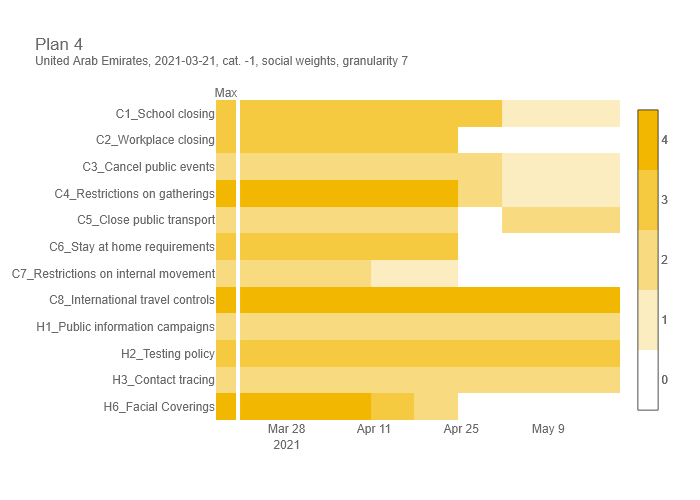 Plan 4
United Arab Emirates, 2021-03-21, cat. -1, social weights, granularity 7
Max
C1_School closing
C2_Workplace closing
C3_Cancel public events
C4_Restrictions on gatherings
C5_Close public transport
C6_Stay at home requirements
C7_Restrictions on internal movement
C8_International travel controls
H1_Public information campaigns
H2_Testing policy
H3_Contact tracing
H6_Facial Coverings
Mar 28 Apr 11 Apr 25 May 9
2021
4
3
2
1
0